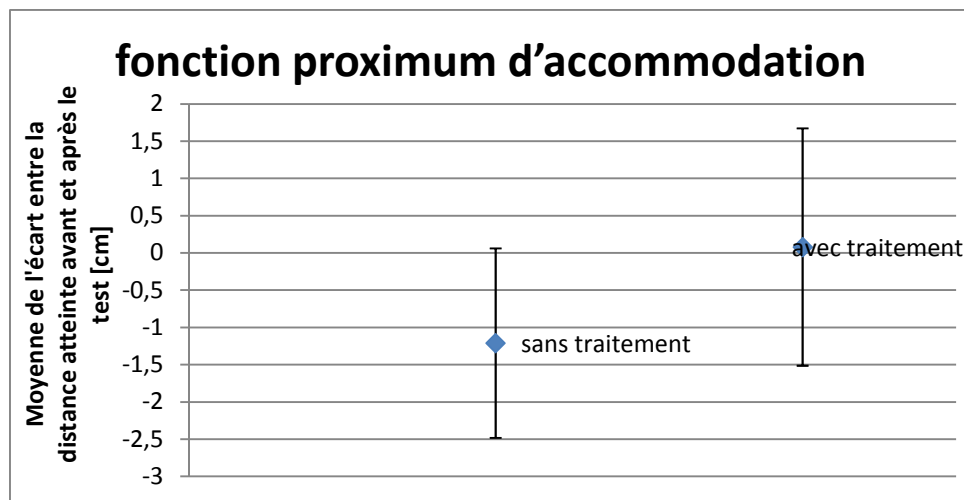 fonction proximum d’accommodation
Moyenne de l'écart entre la
distance atteinte avant et après le
test [cm]
2
1,5
1
0,5
0
-0,5
-1
-1,5
-2
-2,5
-3
avec traitement
sans traitement